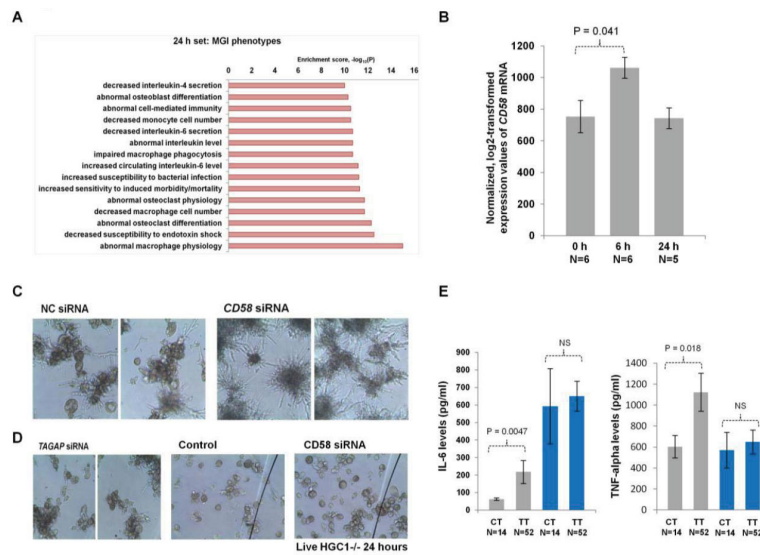 A
24 h set: MGI phenotypes
Enrichment score, -log10(P)
0 2 4 6 8 10 12 14 16
decreased interleukin-4 secretion
abnormal osteoblast differentiation
abnormal cell-mediated immunity
decreased monocyte cell number
decreased interleukin-6 secretion
abnormal interleukin level
impaired macrophage phagocytosis
increased circulating interleukin-6 level
increased susceptibility to bacterial infection
increased sensitivity to induced morbidity/mortality
abnormal osteoclast physiology
decreased macrophage cell number
abnormal osteoclast differentiation
decreased susceptibility to endotoxin shock
abnormal macrophage physiology
B
P = 0.041
Normalized, log2-transformed
expression values of CD58 mRNA
1200
1000
800
600
400
200
0
0 h 6 h 24 h
N=6 N=6 N=5
C
NC siRNA
CD58 siRNA
D
TAGAP siRNA
Control
CD58 siRNA
Live HGC1-/- 24 hours
E
IL-6 levels (pg/ml)
900
800
700
600
500
400
300
200
100
0
P = 0.0047
NS
CT TT CT TT
N=14 N=52 N=14 N=52
TNF-alpha levels (pg/ml)
1400
1200
1000
800
600
400
200
0
P = 0.018
NS
CT TT CT TT
N=14 N=52 N=14 N=52